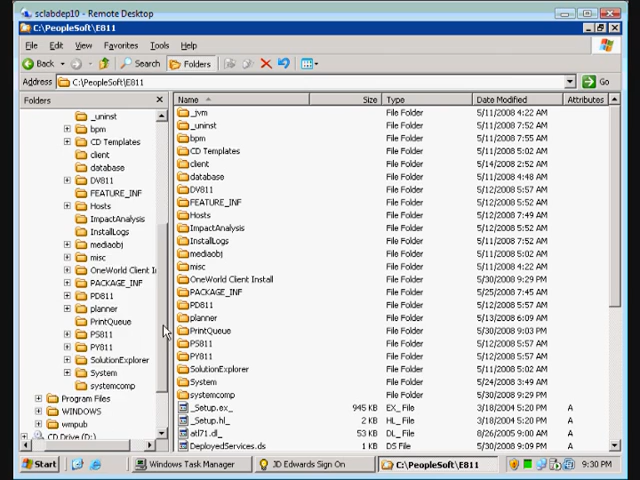 sclabdep10 - Remote Desktop
C:\PeopleSoft\E811
File Edit View Favorites Tools Help
Back Search Folders
Address C:\PeopleSoft\E811 Go
Folders
_uninst
bpm
CD Templates
client
database
DV811
FEATURE_INF
Hosts
ImpactAnalysis
InstallLogs
mediaobj
misc
OneWorld Client I
PACKAGE_INF
PD811
planner
PrintQueue
PS811
PY811
SolutionExplorer
System
systemcomp
Program Files
WINDOWS
wmpub
CD Drive (D:)
Name Size Type Date Modified Attributes
_jvm File Folder 5/11/2008 4:22 AM
_uninst File Folder 5/11/2008 7:52 AM
bpm File Folder 5/11/2008 7:55 AM
CD Templates File Folder 5/11/2008 5:02 AM
client File Folder 5/14/2008 2:52 AM
database File Folder 5/11/2008 4:48 AM
DV811 File Folder 5/12/2008 5:57 AM
FEATURE_INF File Folder 5/12/2008 5:02 AM
Hosts File Folder 5/11/2008 7:49 AM
ImpactAnalysis File Folder 5/11/2008 5:02 AM
InstallLogs File Folder 5/11/2008 7:52 AM
mediaobj File Folder 5/11/2008 5:02 AM
misc File Folder 5/11/2008 5:02 AM
OneWorld Client Install File Folder 5/30/2008 9:29 PM
PACKAGE_INF File Folder 5/25/2008 7:45 AM
PD811 File Folder 5/12/2008 5:57 AM
planner File Folder 5/13/2008 6:09 AM
PrintQueue File Folder 5/30/2008 9:03 PM
PS811 File Folder 5/12/2008 5:57 AM
PY811 File Folder 5/12/2008 5:57 AM
SolutionExplorer File Folder 5/11/2008 5:02 AM
System File Folder 5/24/2008 3:49 AM
systemcomp File Folder 5/11/2008 5:02 AM
_Setup.ex_ 945 KB EX_ File 3/18/2004 5:20 PM A
_Setup.hl_ 2 KB HL_ File 3/18/2004 5:20 PM A
atl71.dl_ 53 KB DL_ File 8/26/2005 9:00 AM A
DeployedServices.ds 1 KB DS File 5/30/2008 9:09 PM A
Start Windows Task Manager JD Edwards Sign On C:\PeopleSoft\E811 9:30 PM